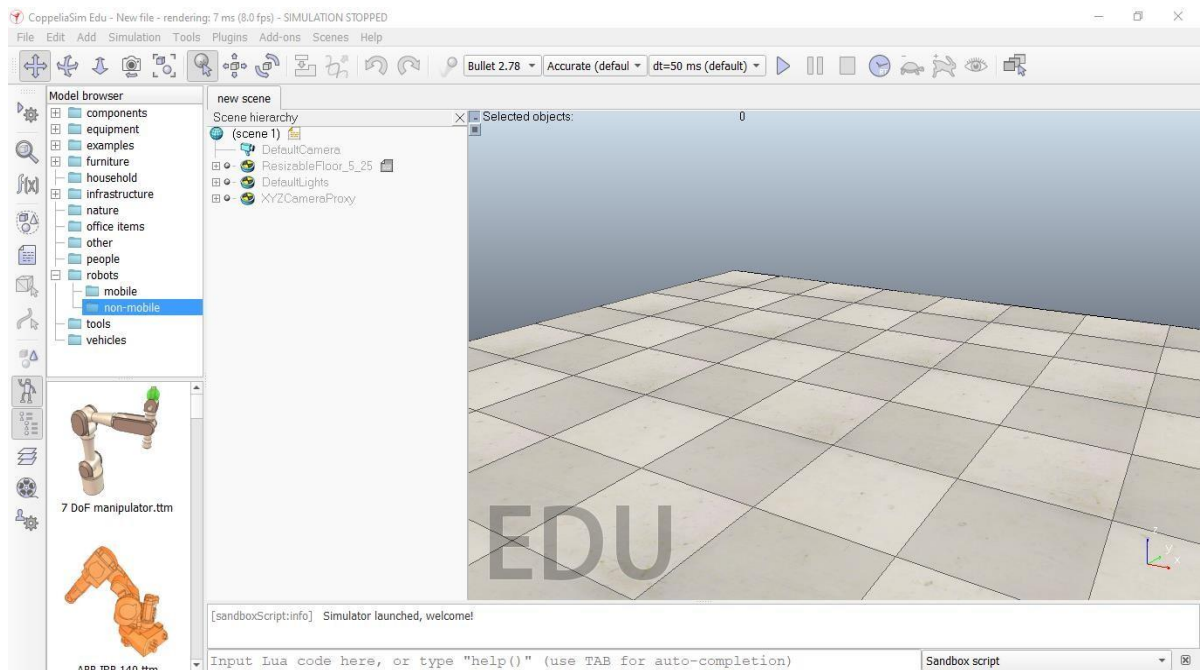 CoppeliaSim Edu - New file - rendering: 7 ms (8.0 fps) - SIMULATION STOPPED
File Edit Add Simulation Tools Plugins Add-ons Scenes Help
Bullet 2.78 Accurate (defaul dt=50 ms (default)
Model browser
components
equipment
examples
furniture
household
infrastructure
nature
office items
other
people
robots
mobile
non-mobile
tools
vehicles
7 DoF manipulator.ttm
ABB IRB 140.ttm
f(x)
new scene
Scene hierarchy
(scene 1)
DefaultCamera
ResizableFloor_5_25
DefaultLights
XYZCameraProxy
Selected objects: 0
EDU
z
y
x
[sandboxScript:info] Simulator launched, welcome!
Input Lua code here, or type "help()" (use TAB for auto-completion)
Sandbox script